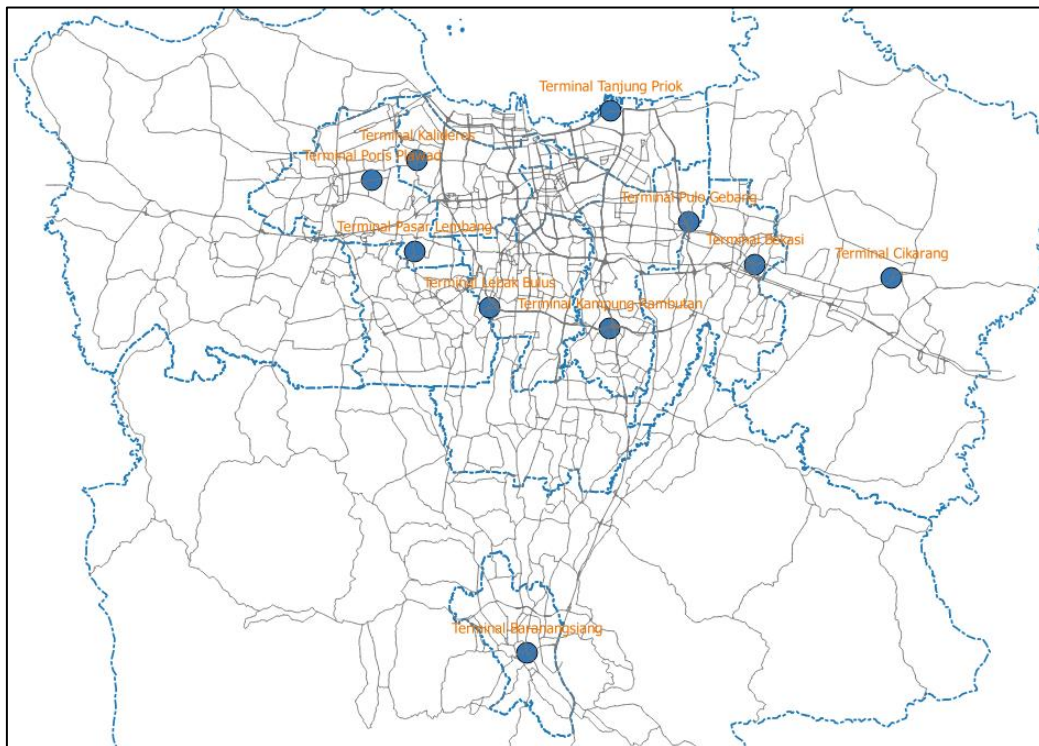 Terminal Tanjung Priok
Terminal Kalideres
Terminal Poris Plawad
Terminal Pulo Gebang
Terminal Pasar Lembang
Terminal Bekasi
Terminal Cikarang
Terminal Lebak Bulus
Terminal Kampung Rambutan
Terminal Baranangsiang